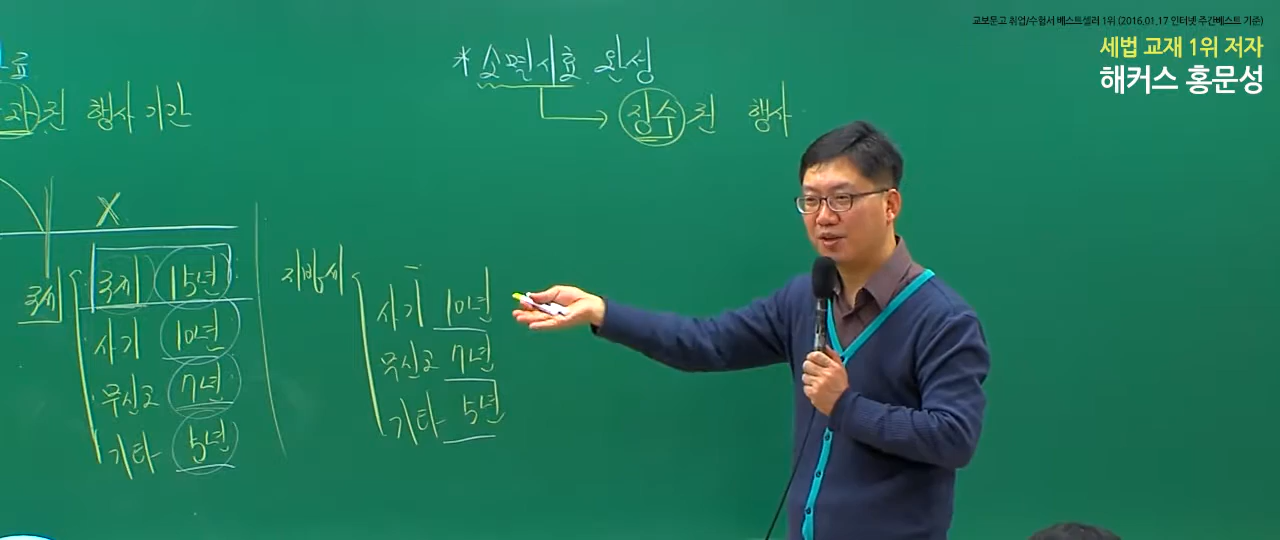 교보문고 취업/수험서 베스트셀러 1위 (2016.01.17 인터넷 주간베스트 기준)
세법 교재 1위 저자
해커스 홍문성
료
과권 행사 기간
* 소멸시효 완성
징수권 행사
X
국세
상증세 15년
사기 10년
무신고 7년
기타 5년
지방세
사기 10년
무신고 7년
기타 5년